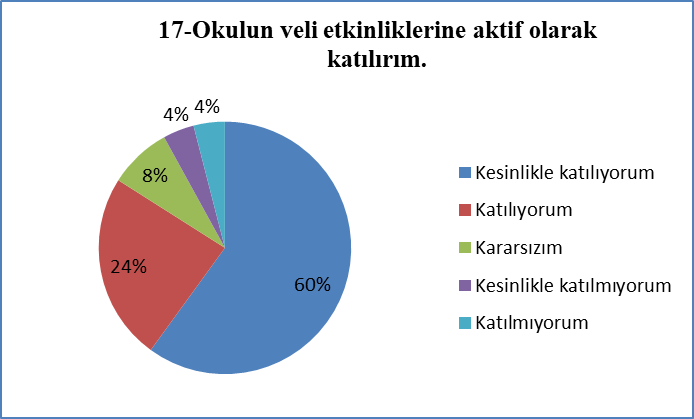 17-Okulun veli etkinliklerine aktif olarak
katılırım.
4%
4%
8%
24%
60%
Kesinlikle katılıyorum
Katılıyorum
Kararsızım
Kesinlikle katılmıyorum
Katılmıyorum